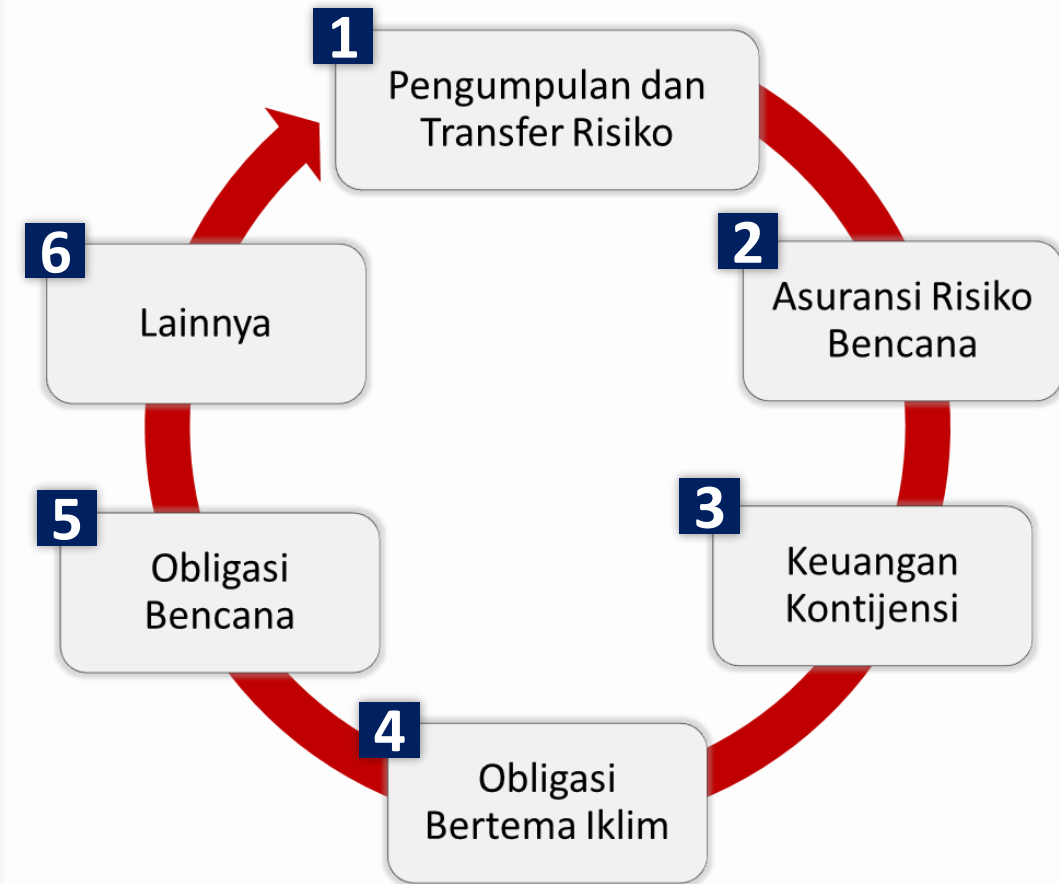 1
Pengumpulan dan
Transfer Risiko
2
Asuransi Risiko
Bencana
3
Keuangan
Kontijensi
4
Obligasi
Bertema Iklim
5
Obligasi
Bencana
6
Lainnya